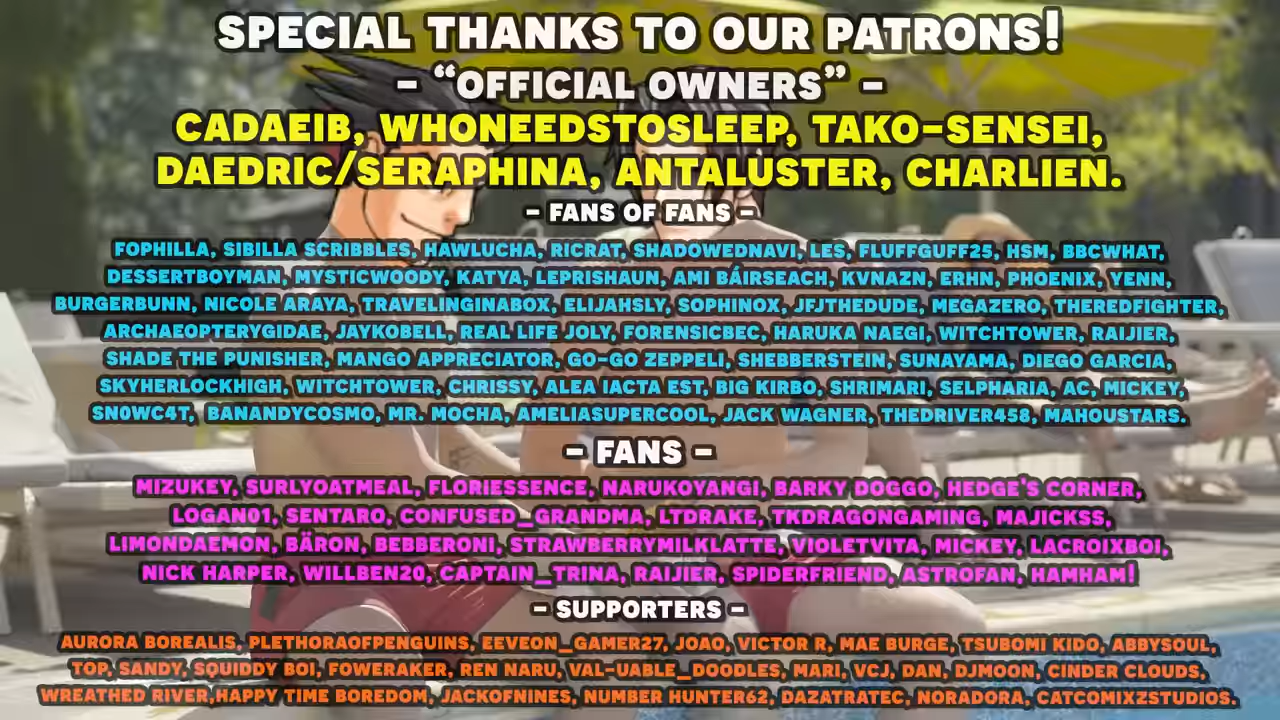 SPECIAL THANKS TO OUR PATRONS!
- "OFFICIAL OWNERS" -
CADAEIB, WHONEEDSTOSLEEP, TAKO-SENSEI,
DAEDRIC/SERAPHINA, ANTALUSTER, CHARLIEN.
- FANS OF FANS -
FOPHILLA, SIBILLA SCRIBBLES, HAWLUCHA, RICRAT, SHADOWEDNAVI, LES, FLUFFGUFF25, HSM, BBCWHAT,
DESSERTBOYMAN, MYSTICWOODY, KATYA, LEPRISHAUN, AMI BÁIRSEACH, KVNAZN, ERHN, PHOENIX, YENN,
BURGERBUNN, NICOLE ARAYA, TRAVELINGINABOX, ELIJAHSLY, SOPHINOX, JFJTHEDUDE, MEGAZERO, THEREDFIGHTER,
ARCHAEOPTERYGIDAE, JAYKOBELL, REAL LIFE JOLY, FORENSICBEC, HARUKA NAEGI, WITCHTOWER, RAIJIER,
SHADE THE PUNISHER, MANGO APPRECIATOR, GO-GO ZEPPELI, SHEBBERSTEIN, SUNAYAMA, DIEGO GARCIA,
SKYHERLOCKHIGH, WITCHTOWER, CHRISSY, ALEA IACTA EST, BIG KIRBO, SHRIMARI, SELPHARIA, AC, MICKEY,
SN0WC4T, BANANDYCOSMO, MR. MOCHA, AMELIASUPERCOOL, JACK WAGNER, THEDRIVER458, MAHOUSTARS.
- FANS -
MIZUKEY, SURLYOATMEAL, FLORIESSENCE, NARUKOYANGI, BARKY DOGGO, HEDGE'S CORNER,
LOGAN01, SENTARO, CONFUSED_GRANDMA, LTDRAKE, TKDRAGONGAMING, MAJICKSS,
LIMONDAEMON, BÄRON, BEBBERONI, STRAWBERRYMILKLATTE, VIOLETVITA, MICKEY, LACROIXBOI,
NICK HARPER, WILLBEN20, CAPTAIN_TRINA, RAIJIER, SPIDERFRIEND, ASTROFAN, HAMHAM!
- SUPPORTERS -
AURORA BOREALIS, PLETHORAOFPENGUINS, EEVEON_GAMER27, JOAO, VICTOR R, MAE BURGE, TSUBOMI KIDO, ABBYSOUL,
TOP, SANDY, SQUIDDY BOI, FOWERAKER, REN NARU, VAL-UABLE_DOODLES, MARI, VCJ, DAN, DJMOON, CINDER CLOUDS,
WREATHED RIVER,HAPPY TIME BOREDOM, JACKOFNINES, NUMBER HUNTER62, DAZATRATEC, NORADORA, CATCOMIXZSTUDIOS.